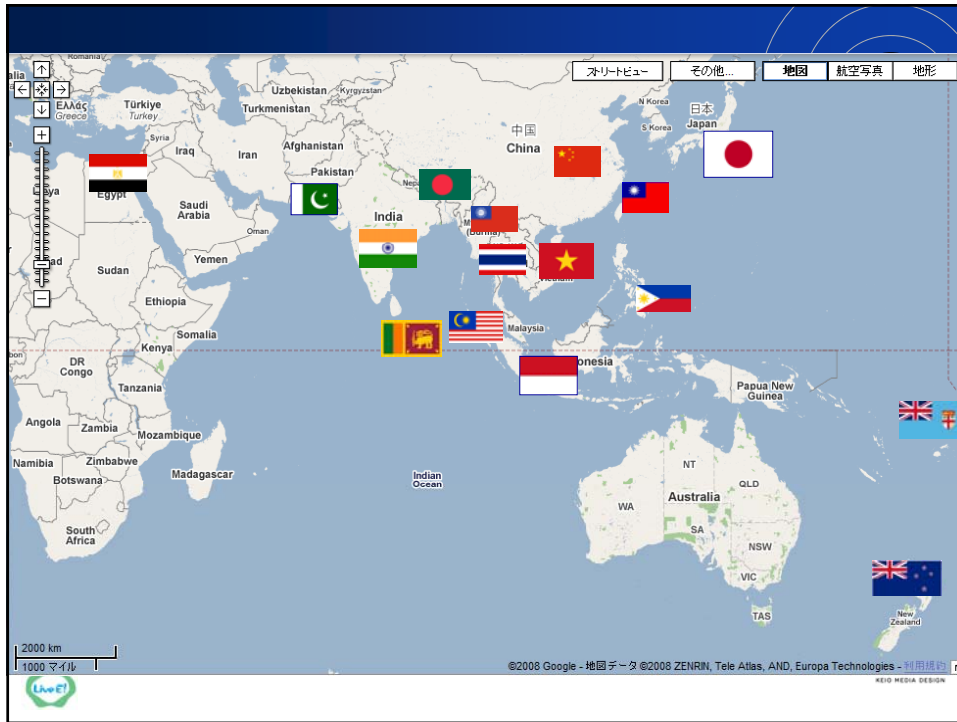 Romania
ストリートビュー
その他...
地図
航空写真
地形
Uzbekistan
Kyrgyzstan
N Korea
日本
Japan
S Korea
Ελλάς
Greece
Türkiye
Turkey
Turkmenistan
中国
China
Syria
Iraq
Iran
Afghanistan
Pakistan
Egypt
Saudi
Arabia
India
(Burma)
Oman
Yemen
Sudan
Ethiopia
Somalia
Malaysia
Kenya
DR
Congo
Tanzania
Papua New
Guinea
Angola
Zambia
Mozambique
Zimbabwe
Namibia
Botswana
Madagascar
Indian
Ocean
NT
QLD
WA
Australia
SA
South
Africa
NSW
VIC
TAS
New
Zealand
2000 km
1000 マイル
©2008 Google - 地図データ ©2008 ZENRIN, Tele Atlas, AND, Europa Technologies - 利用規約
Live E!
KEIO MEDIA DESIGN